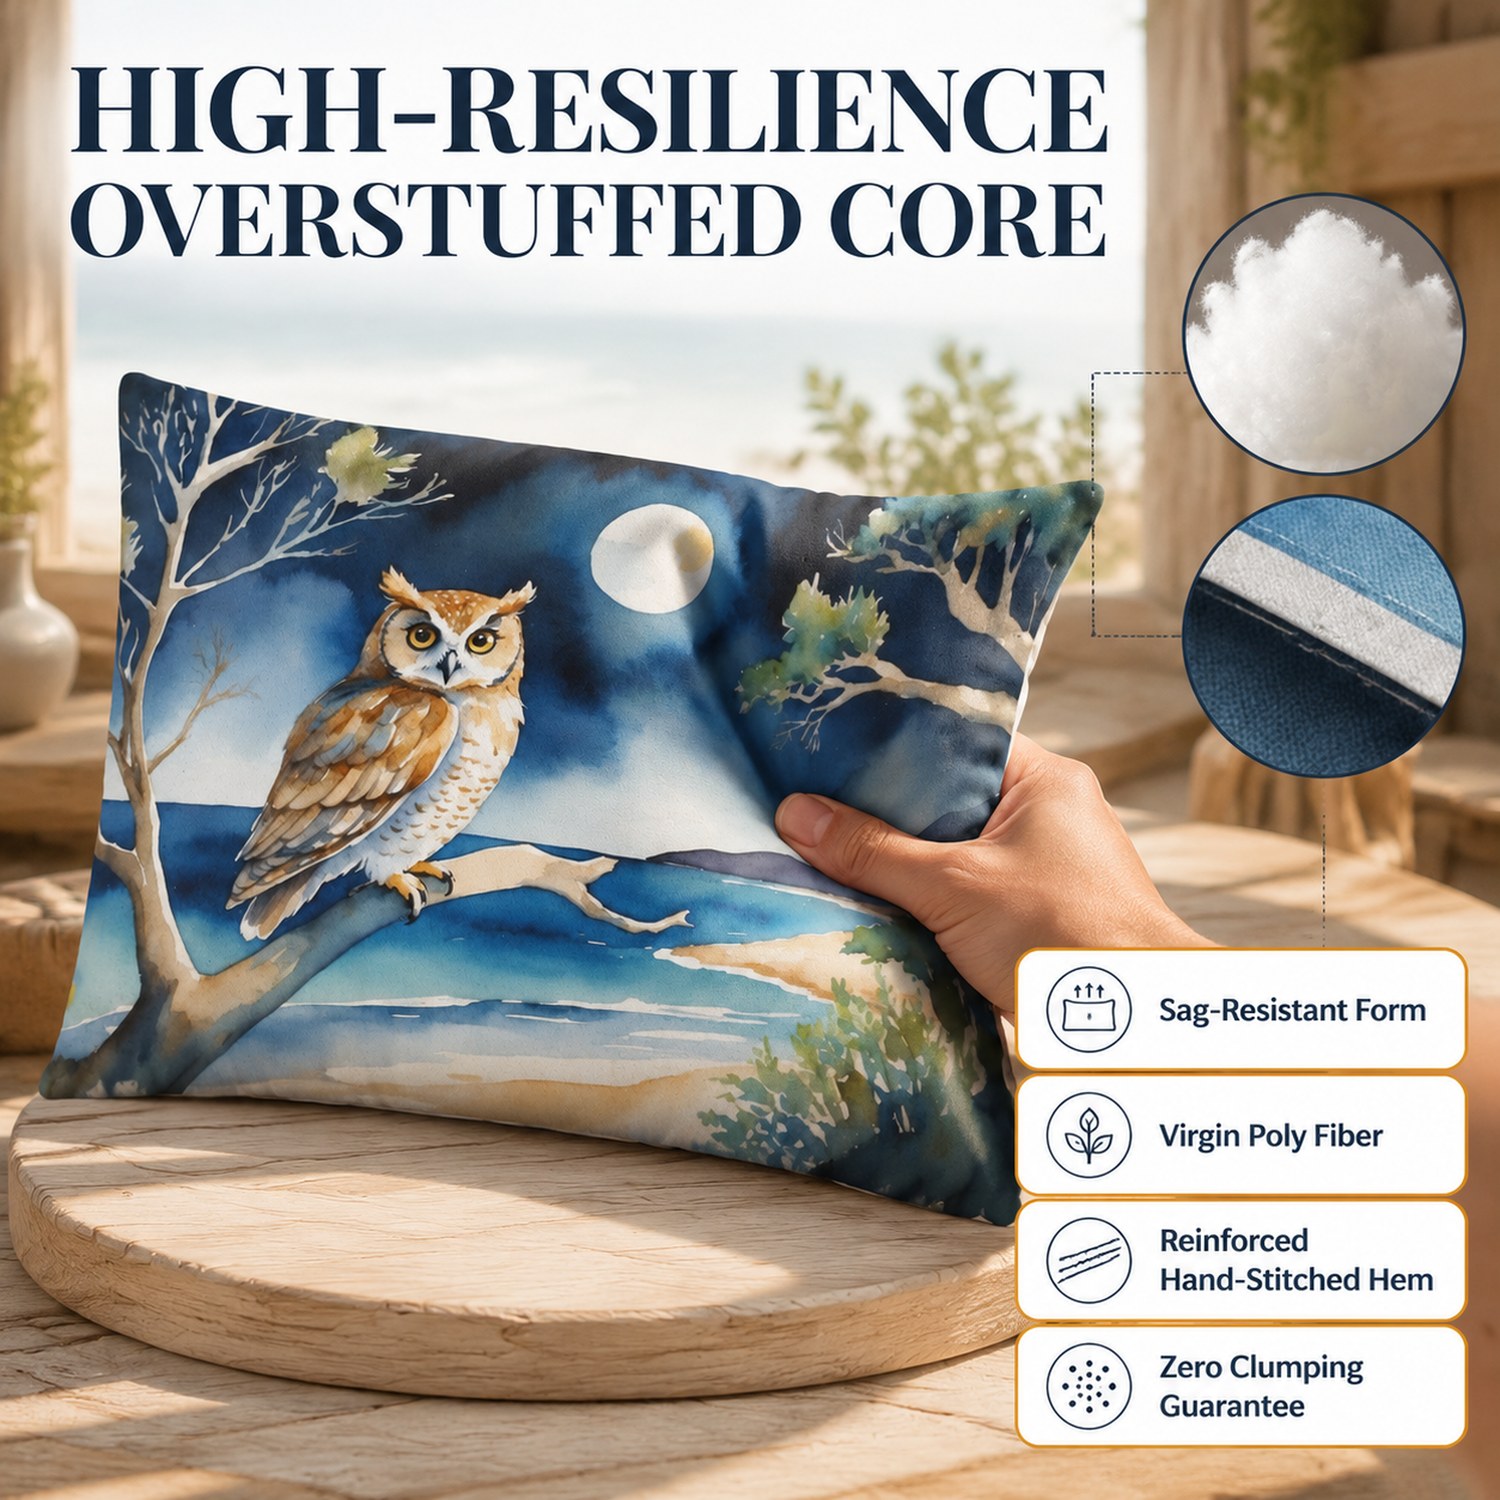 HIGH-RESILIENCE
OVERSTUFFED CORE
Sag-Resistant Form
Virgin Poly Fiber
Reinforced
Hand-Stitched Hem
Zero Clumping
Guarantee